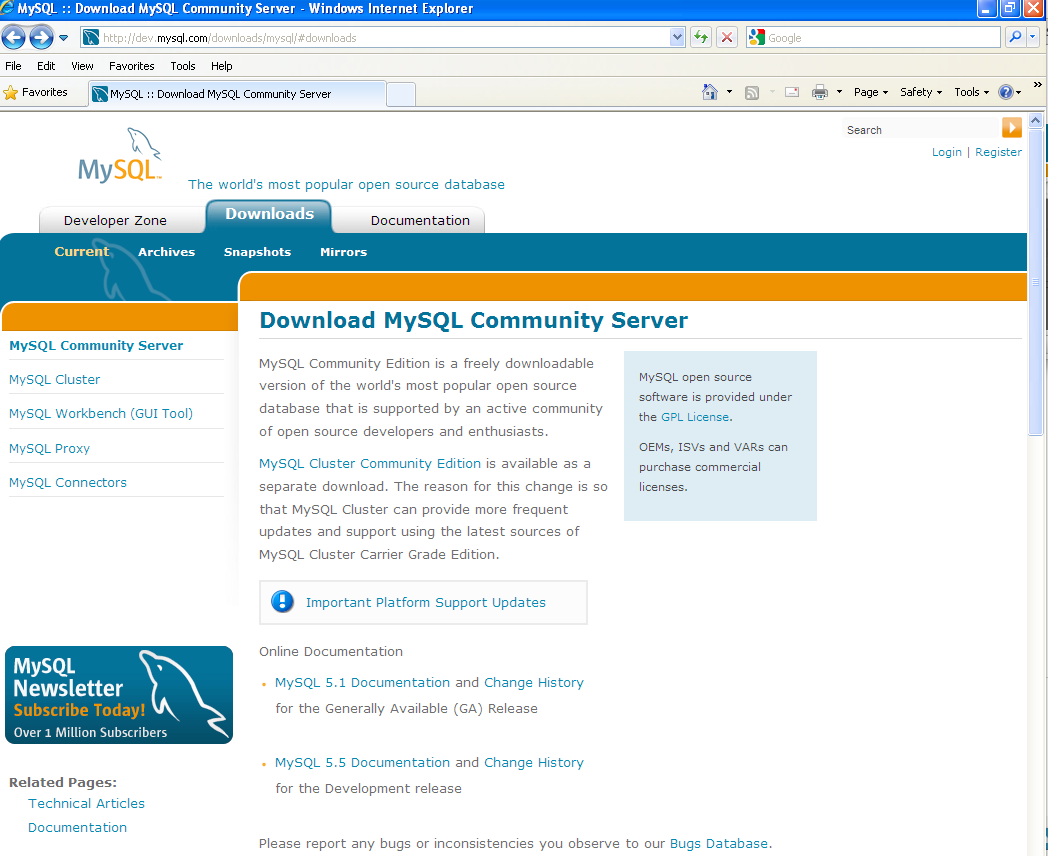 MySQL :: Download MySQL Community Server - Windows Internet Explorer
http://dev.mysql.com/downloads/mysql/#downloads
Google
File Edit View Favorites Tools Help
Favorites
MySQL :: Download MySQL Community Server
Page Safety Tools
Search
Login | Register
MySQL™
The world's most popular open source database
Developer Zone Downloads Documentation
Current Archives Snapshots Mirrors
MySQL Community Server
MySQL Cluster
MySQL Workbench (GUI Tool)
MySQL Proxy
MySQL Connectors
Download MySQL Community Server
MySQL Community Edition is a freely downloadable
version of the world's most popular open source
database that is supported by an active community
of open source developers and enthusiasts.
MySQL Cluster Community Edition is available as a
separate download. The reason for this change is so
that MySQL Cluster can provide more frequent
updates and support using the latest sources of
MySQL Cluster Carrier Grade Edition.
MySQL open source
software is provided under
the GPL License.
OEMs, ISVs and VARs can
purchase commercial
licenses.
Important Platform Support Updates
Online Documentation
MySQL 5.1 Documentation and Change History
for the Generally Available (GA) Release
MySQL 5.5 Documentation and Change History
for the Development release
Please report any bugs or inconsistencies you observe to our Bugs Database.
MySQL
Newsletter
Subscribe Today!
Over 1 Million Subscribers
Related Pages:
Technical Articles
Documentation